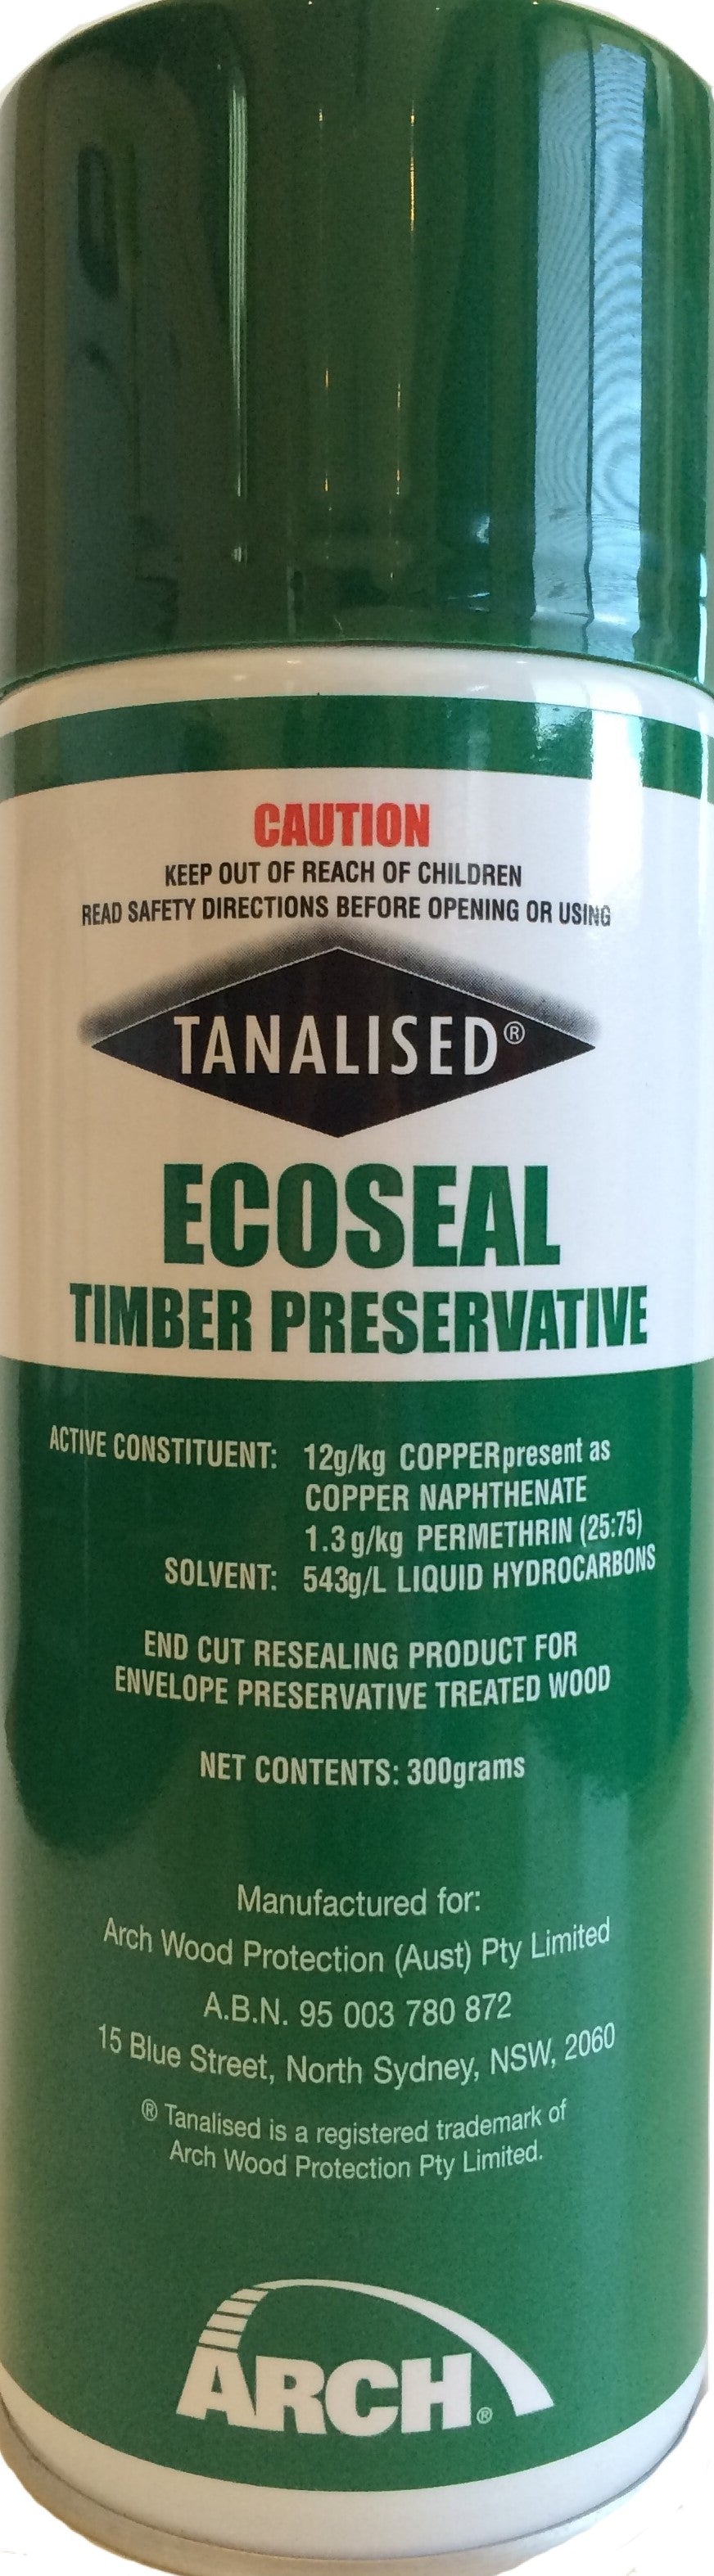 CAUTION
KEEP OUT OF REACH OF CHILDREN
READ SAFETY DIRECTIONS BEFORE OPENING OR USING
TANALISED®
ECOSEAL
TIMBER PRESERVATIVE
ACTIVE CONSTITUENT: 12g/kg COPPER present as
COPPER NAPHTHENATE
1.3 g/kg PERMETHRIN (25:75)
SOLVENT: 543g/L LIQUID HYDROCARBONS
END CUT RESEALING PRODUCT FOR
ENVELOPE PRESERVATIVE TREATED WOOD
NET CONTENTS: 300grams
Manufactured for:
Arch Wood Protection (Aust) Pty Limited
A.B.N. 95 003 780 872
15 Blue Street, North Sydney, NSW, 2060
® Tanalised is a registered trademark of
Arch Wood Protection Pty Limited.
ARCH®